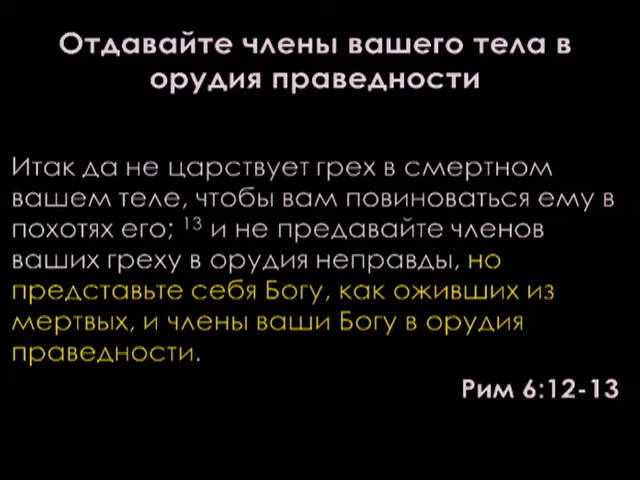 Отдавайте члены вашего тела в
орудия праведности
Итак да не царствует грех в смертном
вашем теле, чтобы вам повиноваться ему в
похотях его; 13 и не предавайте членов
ваших греху в орудия неправды, но
представьте себя Богу, как оживших из
мертвых, и члены ваши Богу в орудия
праведности.
Рим 6:12-13